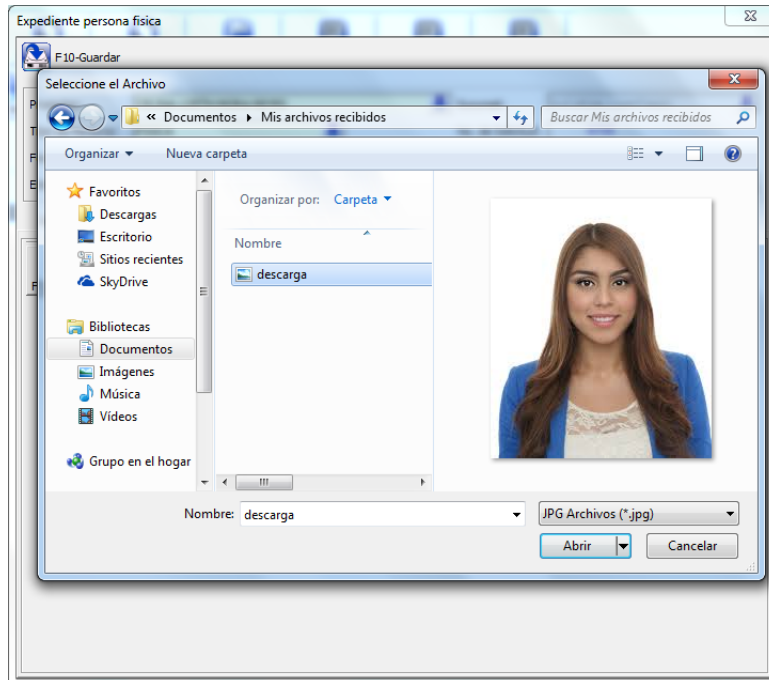 Expediente persona fisica
F10-Guardar
Seleccione el Archivo
« Documentos ▸ Mis archivos recibidos
Buscar Mis archivos recibidos
Organizar
Nueva carpeta
Favoritos
Descargas
Escritorio
Sitios recientes
SkyDrive
Bibliotecas
Documentos
Imágenes
Música
Vídeos
Grupo en el hogar
Organizar por: Carpeta
Nombre
descarga
Nombre: descarga
JPG Archivos (*.jpg)
Abrir
Cancelar